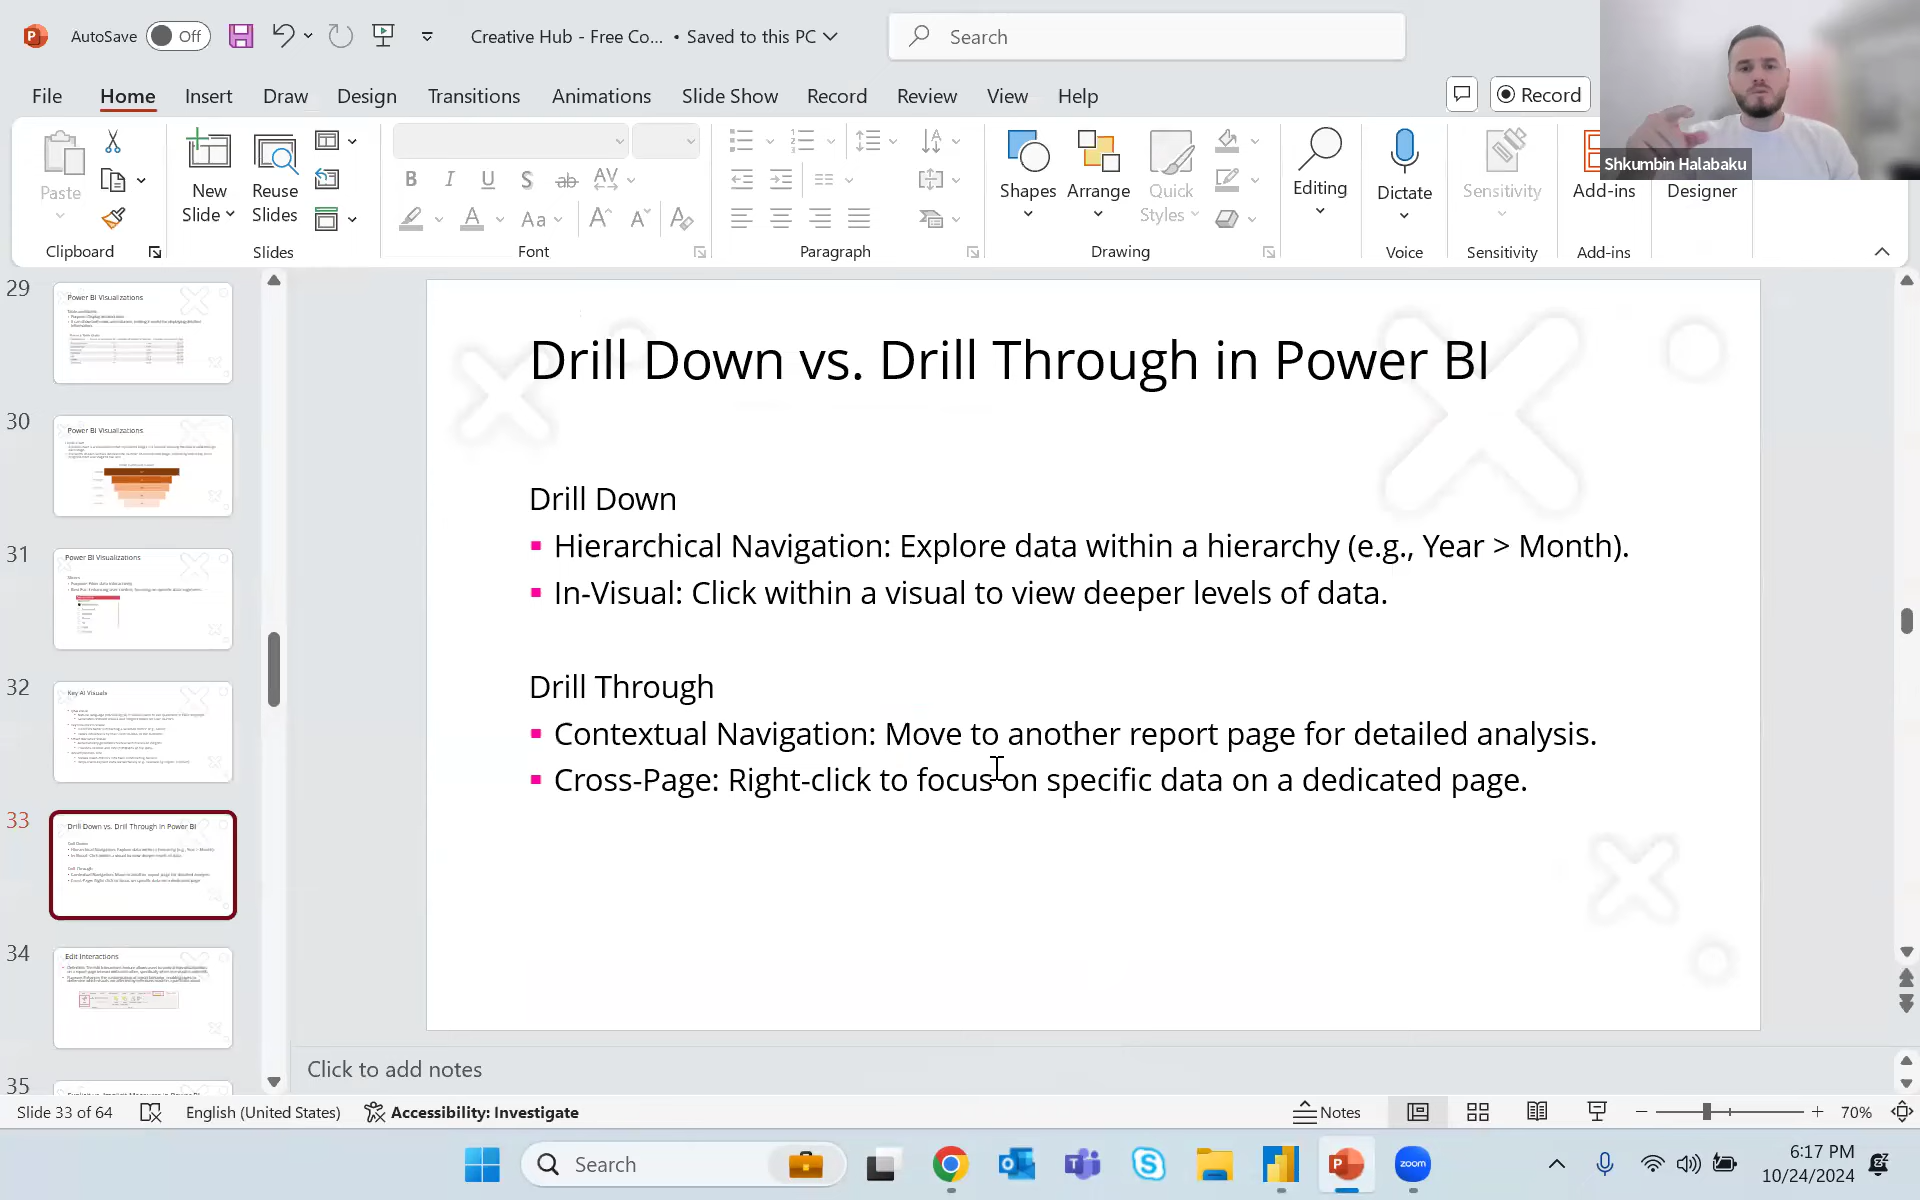 AutoSave Off Creative Hub - Free Co... • Saved to this PC Search
File Home Insert Draw Design Transitions Animations Slide Show Record Review View Help Record
Shkumbin Halabaku
Paste
New
Slide
Reuse
Slides
B I U S ab AV
A Aa A A A
Shapes
Arrange
Quick
Styles
Editing
Dictate
Sensitivity
Add-ins
Designer
Clipboard Slides Font Paragraph Drawing Voice Sensitivity Add-ins
29
Power BI Visualizations
30
Power BI Visualizations
31
Power BI Visualizations
32
Key AI Visuals
33
Drill Down vs. Drill Through in Power BI
34
Edit Interactions
35
Drill Down vs. Drill Through in Power BI
Drill Down
Hierarchical Navigation: Explore data within a hierarchy (e.g., Year > Month).
In-Visual: Click within a visual to view deeper levels of data.
Drill Through
Contextual Navigation: Move to another report page for detailed analysis.
Cross-Page: Right-click to focus on specific data on a dedicated page.
Click to add notes
Slide 33 of 64 English (United States) Accessibility: Investigate Notes 70%
Search
zoom
6:17 PM
10/24/2024